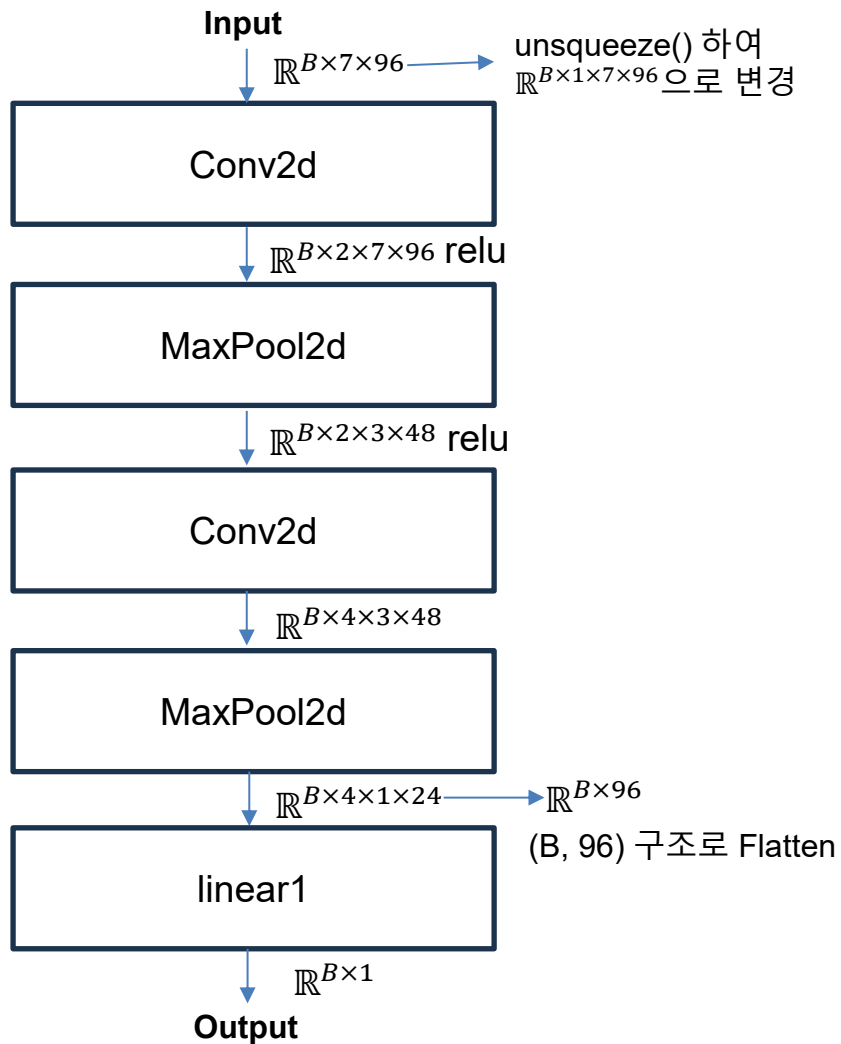 Input
ℝ^{B×7×96}
unsqueeze() 하여
ℝ^{B×1×7×96}으로 변경
Conv2d
ℝ^{B×2×7×96} relu
MaxPool2d
ℝ^{B×2×3×48} relu
Conv2d
ℝ^{B×4×3×48}
MaxPool2d
ℝ^{B×4×1×24}
ℝ^{B×96}
(B, 96) 구조로 Flatten
linear1
ℝ^{B×1}
Output